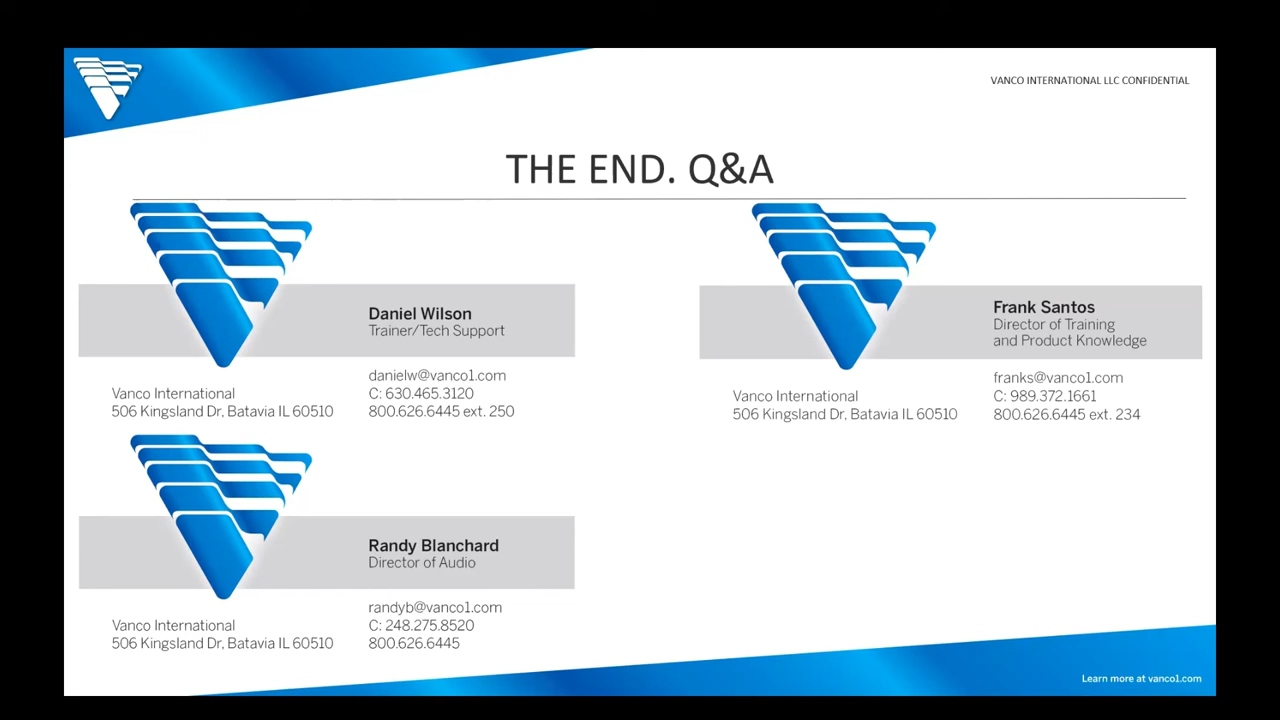 VANCO INTERNATIONAL LLC CONFIDENTIAL
THE END. Q&A
Daniel Wilson
Trainer/Tech Support
danielw@vanco1.com
C: 630.465.3120
800.626.6445 ext. 250
Vanco International
506 Kingsland Dr, Batavia IL 60510
Frank Santos
Director of Training
and Product Knowledge
franks@vanco1.com
C: 989.372.1661
800.626.6445 ext. 234
Vanco International
506 Kingsland Dr, Batavia IL 60510
Randy Blanchard
Director of Audio
randyb@vanco1.com
C: 248.275.8520
800.626.6445
Vanco International
506 Kingsland Dr, Batavia IL 60510
Learn more at vanco1.com